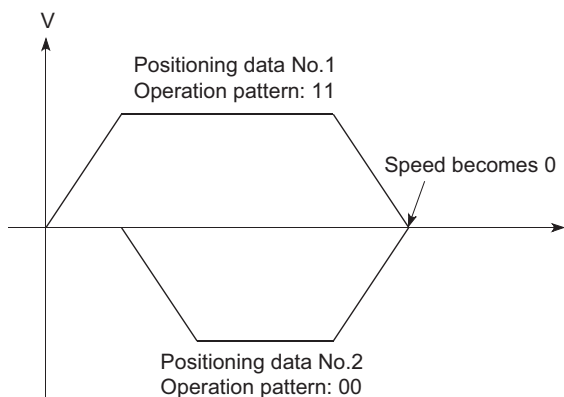 V
Positioning data No.1
Operation pattern: 11
Speed becomes 0
Positioning data No.2
Operation pattern: 00